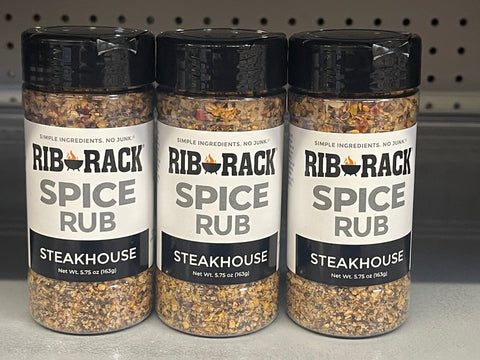 SIMPLE INGREDIENTS. NO JUNK.®
RIB RACK®
SPICE
RUB
STEAKHOUSE
Net Wt. 5.75 oz (163g)
SIMPLE INGREDIENTS. NO JUNK.®
RIB RACK®
SPICE
RUB
STEAKHOUSE
Net Wt. 5.75 oz (163g)
SIMPLE INGREDIENTS. NO JUNK.®
RIB RACK®
SPICE
RUB
STEAKHOUSE
Net Wt. 5.75 oz (163g)